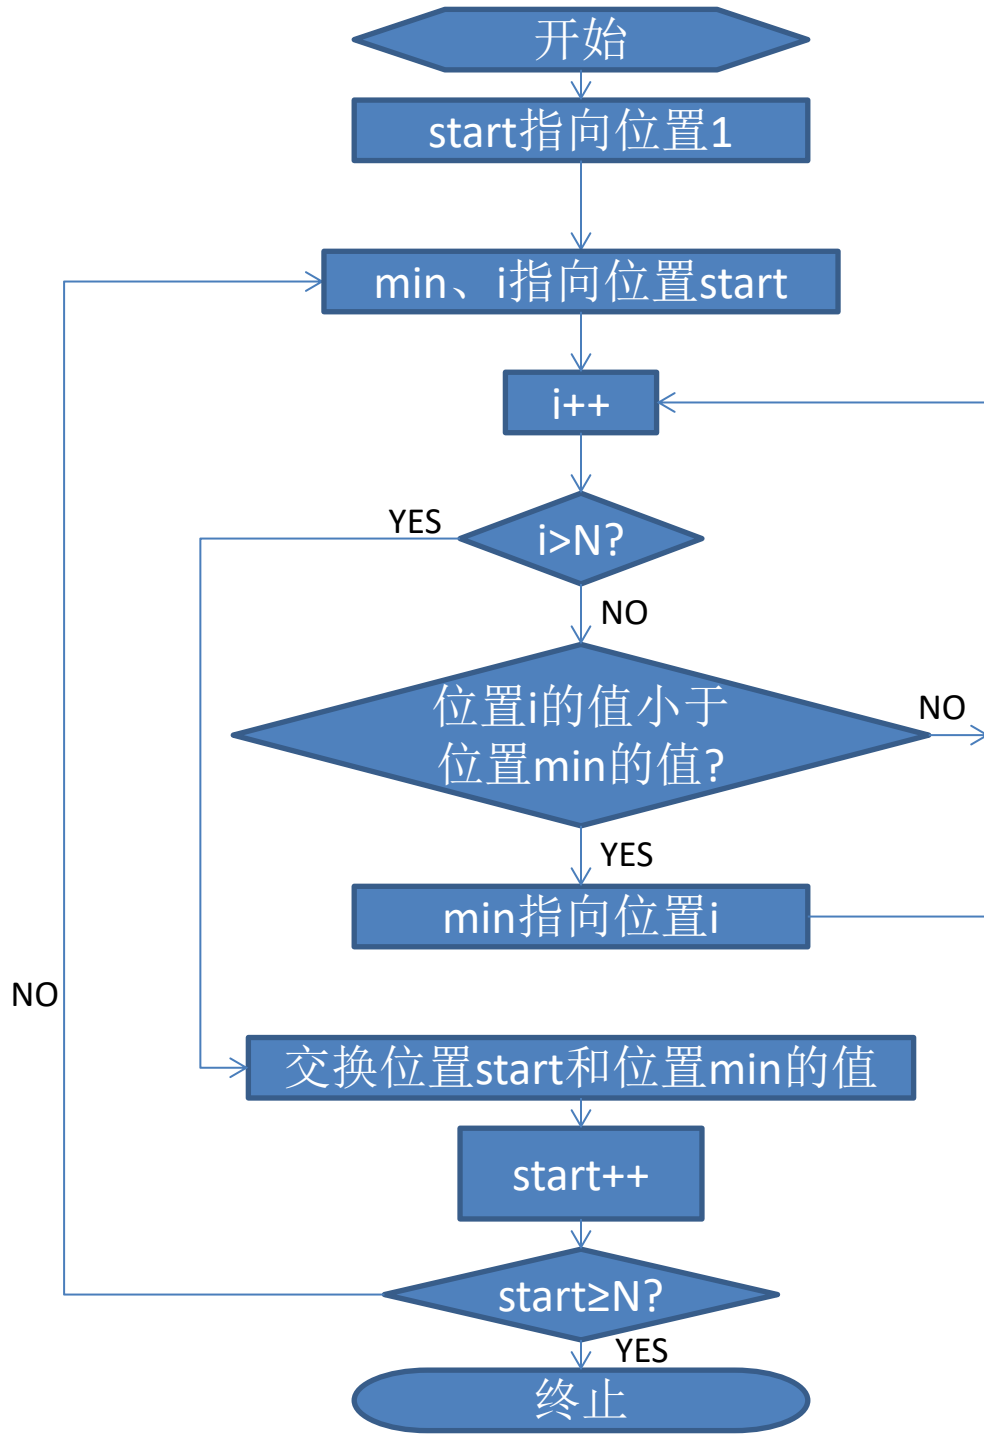 开始
start指向位置1
min、i指向位置start
i++
YES
i>N?
NO
位置i的值小于
位置min的值?
NO
YES
min指向位置i
NO
交换位置start和位置min的值
start++
start≥N?
YES
终止